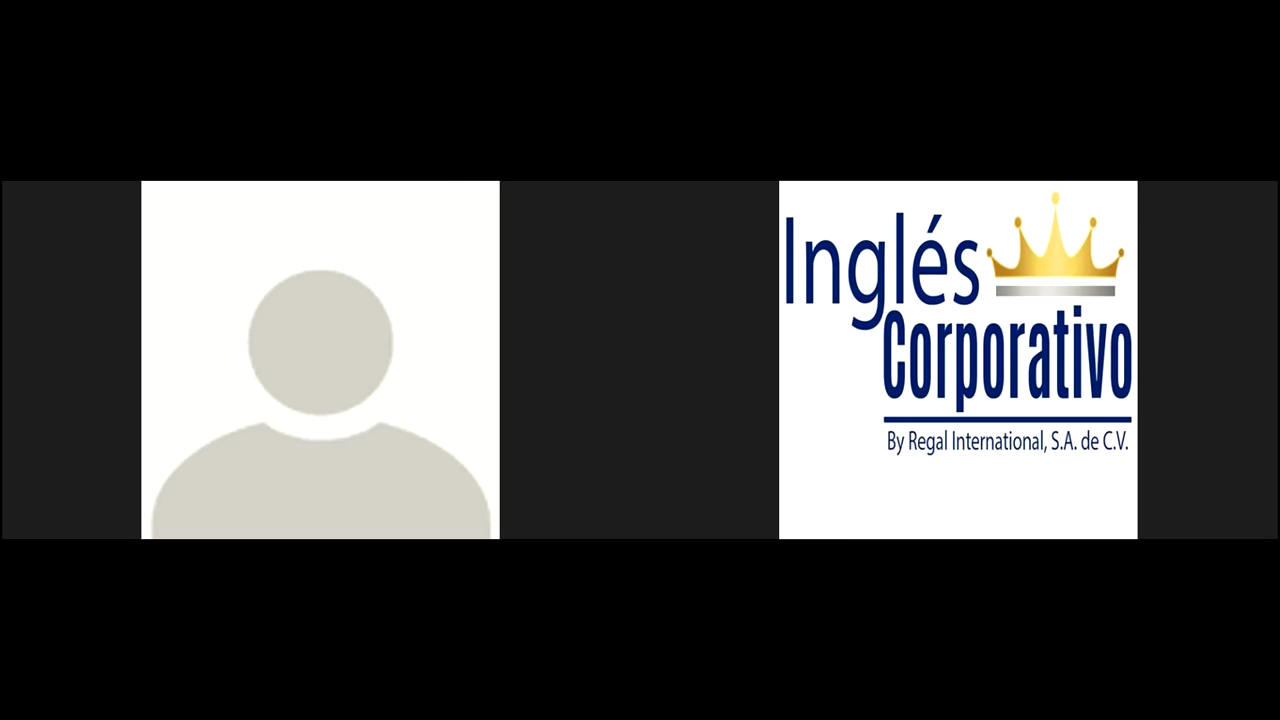 Inglés
Corporativo
By Regal International, S.A. de C.V.